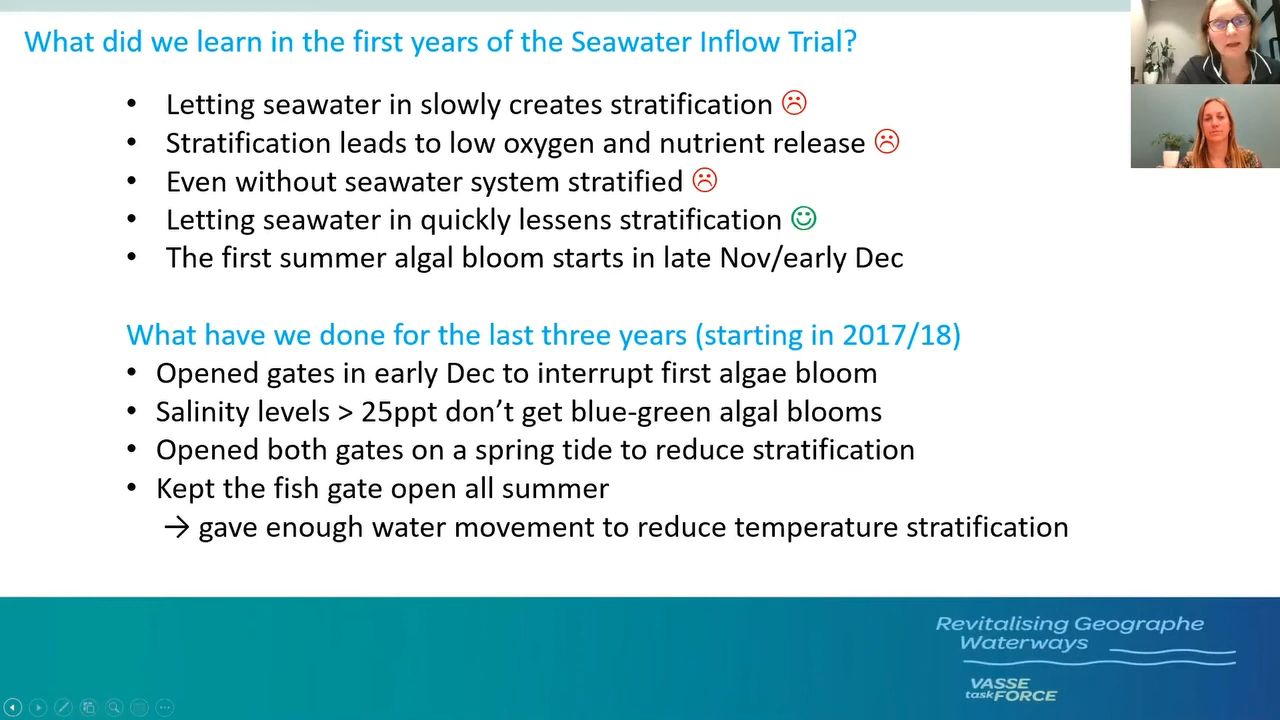 What did we learn in the first years of the Seawater Inflow Trial?
• Letting seawater in slowly creates stratification ☹
• Stratification leads to low oxygen and nutrient release ☹
• Even without seawater system stratified ☹
• Letting seawater in quickly lessens stratification ☺
• The first summer algal bloom starts in late Nov/early Dec
What have we done for the last three years (starting in 2017/18)
• Opened gates in early Dec to interrupt first algae bloom
• Salinity levels > 25ppt don’t get blue-green algal blooms
• Opened both gates on a spring tide to reduce stratification
• Kept the fish gate open all summer
→ gave enough water movement to reduce temperature stratification
Revitalising Geographe
Waterways
VASSE
taskFORCE